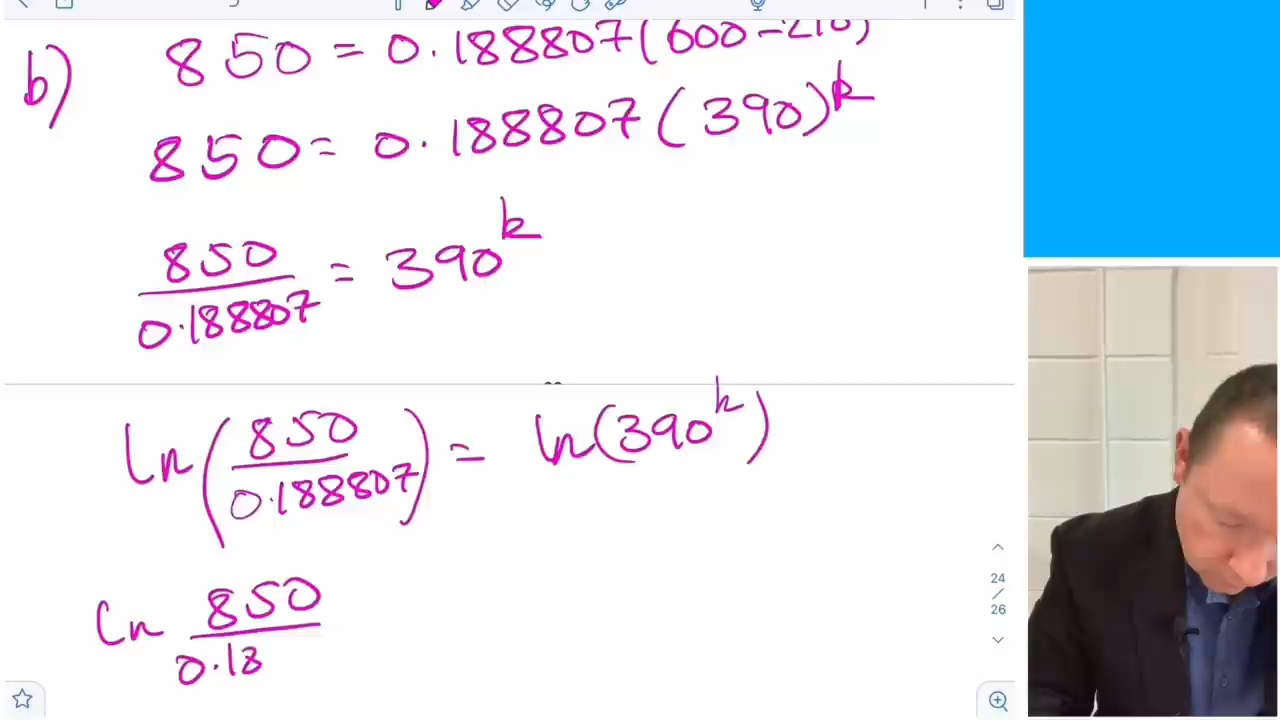 b) 850 = 0.188807(600-210)
850 = 0.188807(390)^k
850
0.188807 = 390^k
ln(850/0.188807) = ln(390^k)
24
/
26
ln 850
0.18